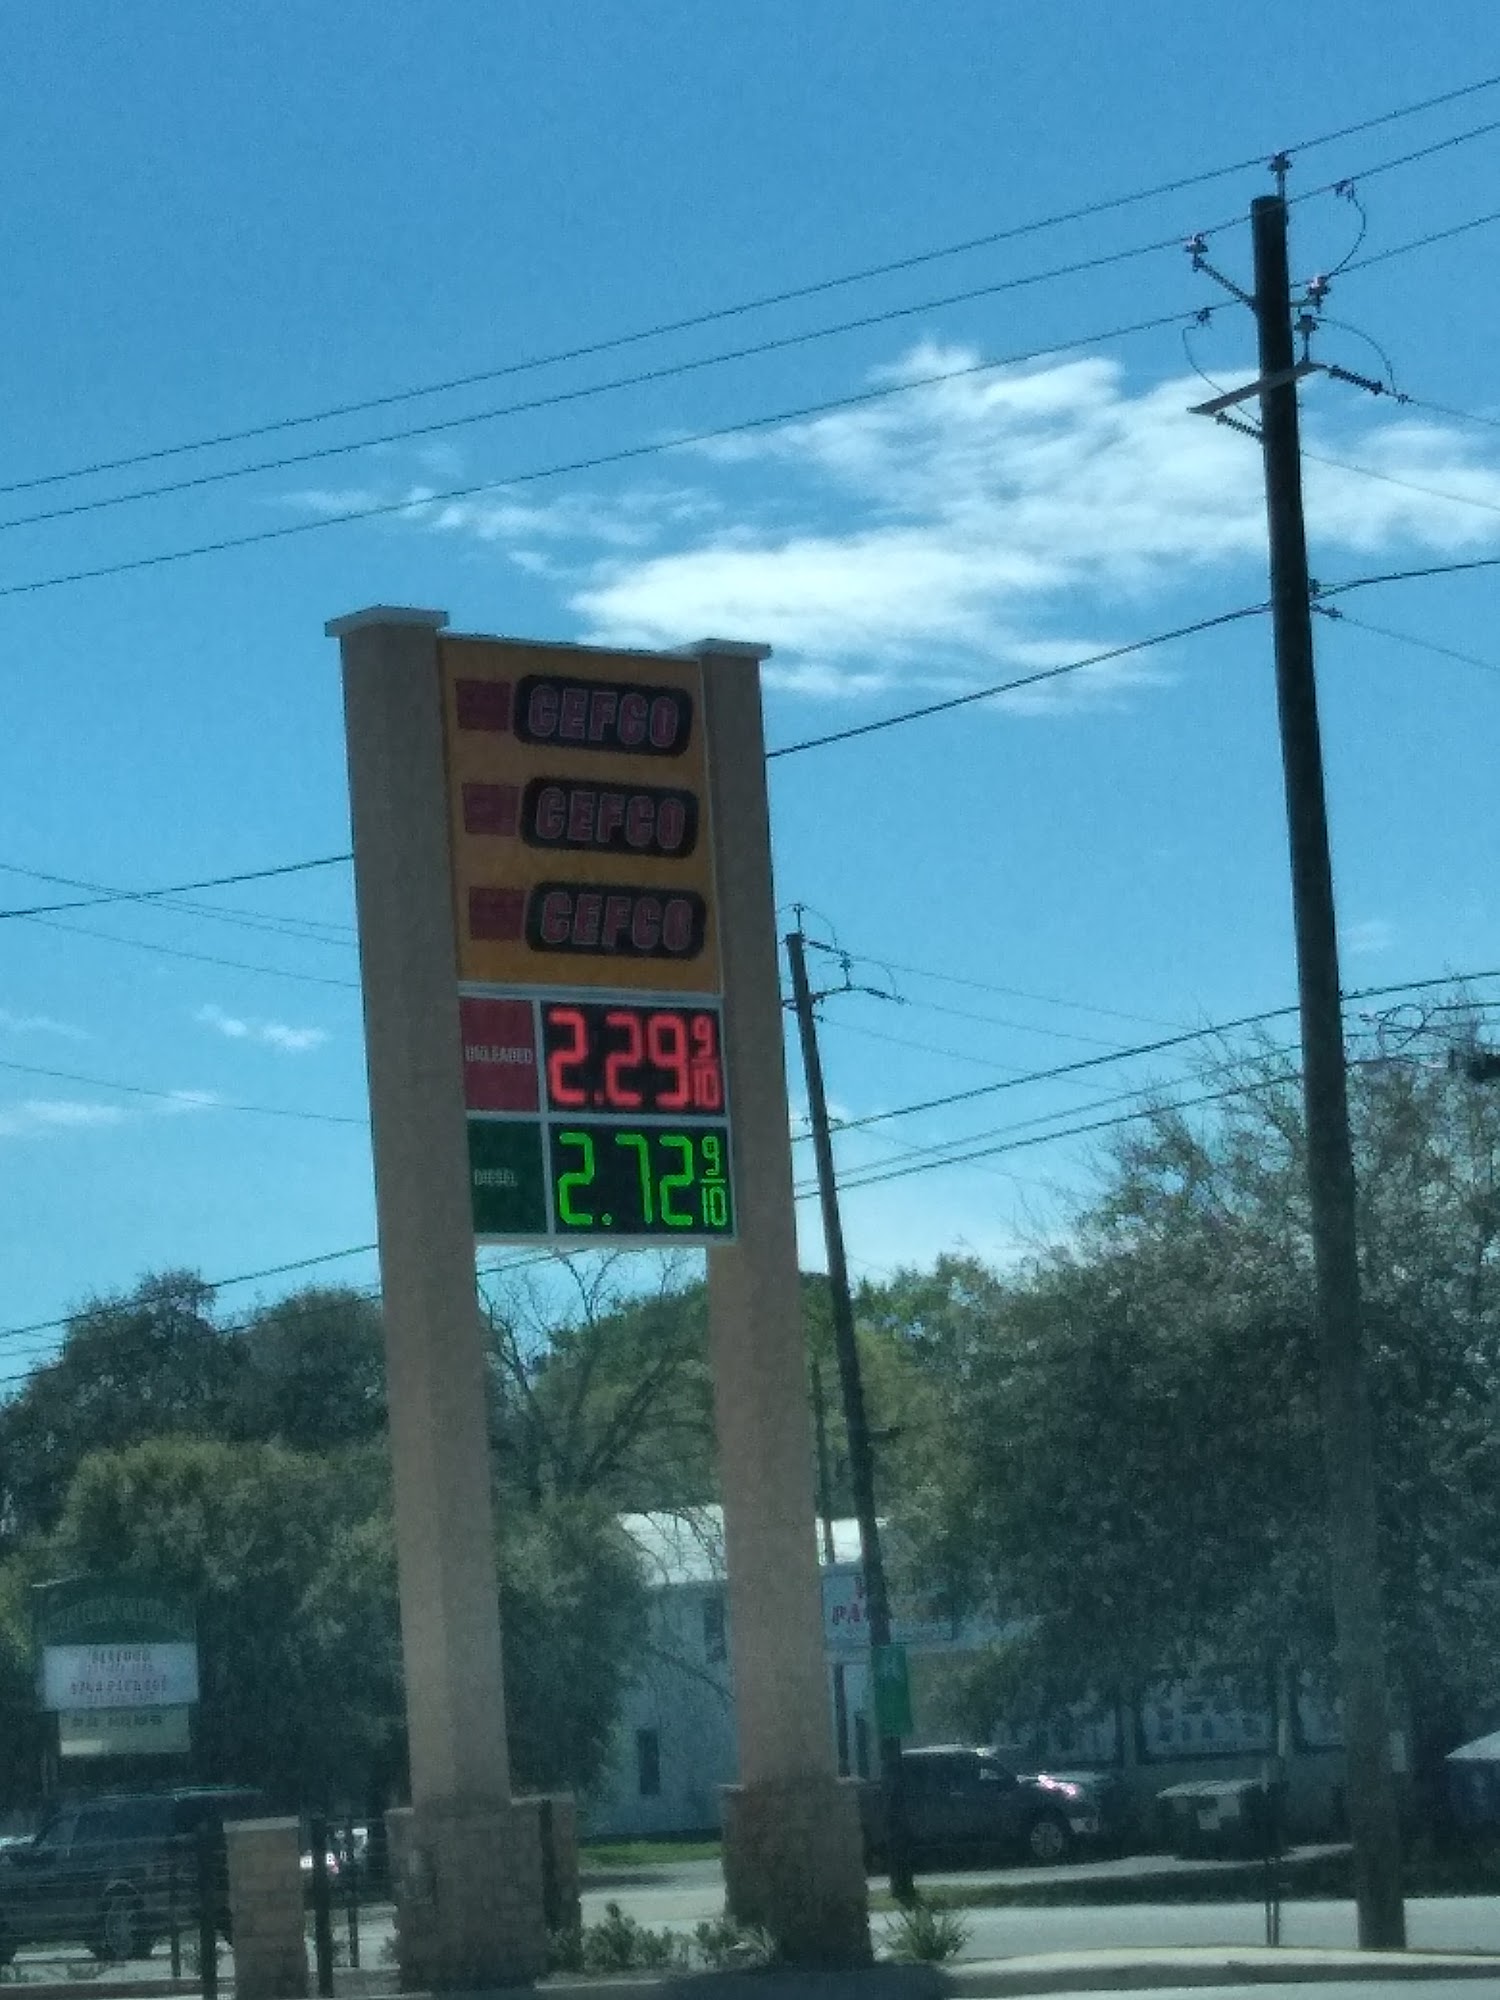 CEFCO
CEFCO
CEFCO
UNLEADED 2.29 9/10
DIESEL 2.72 9/10